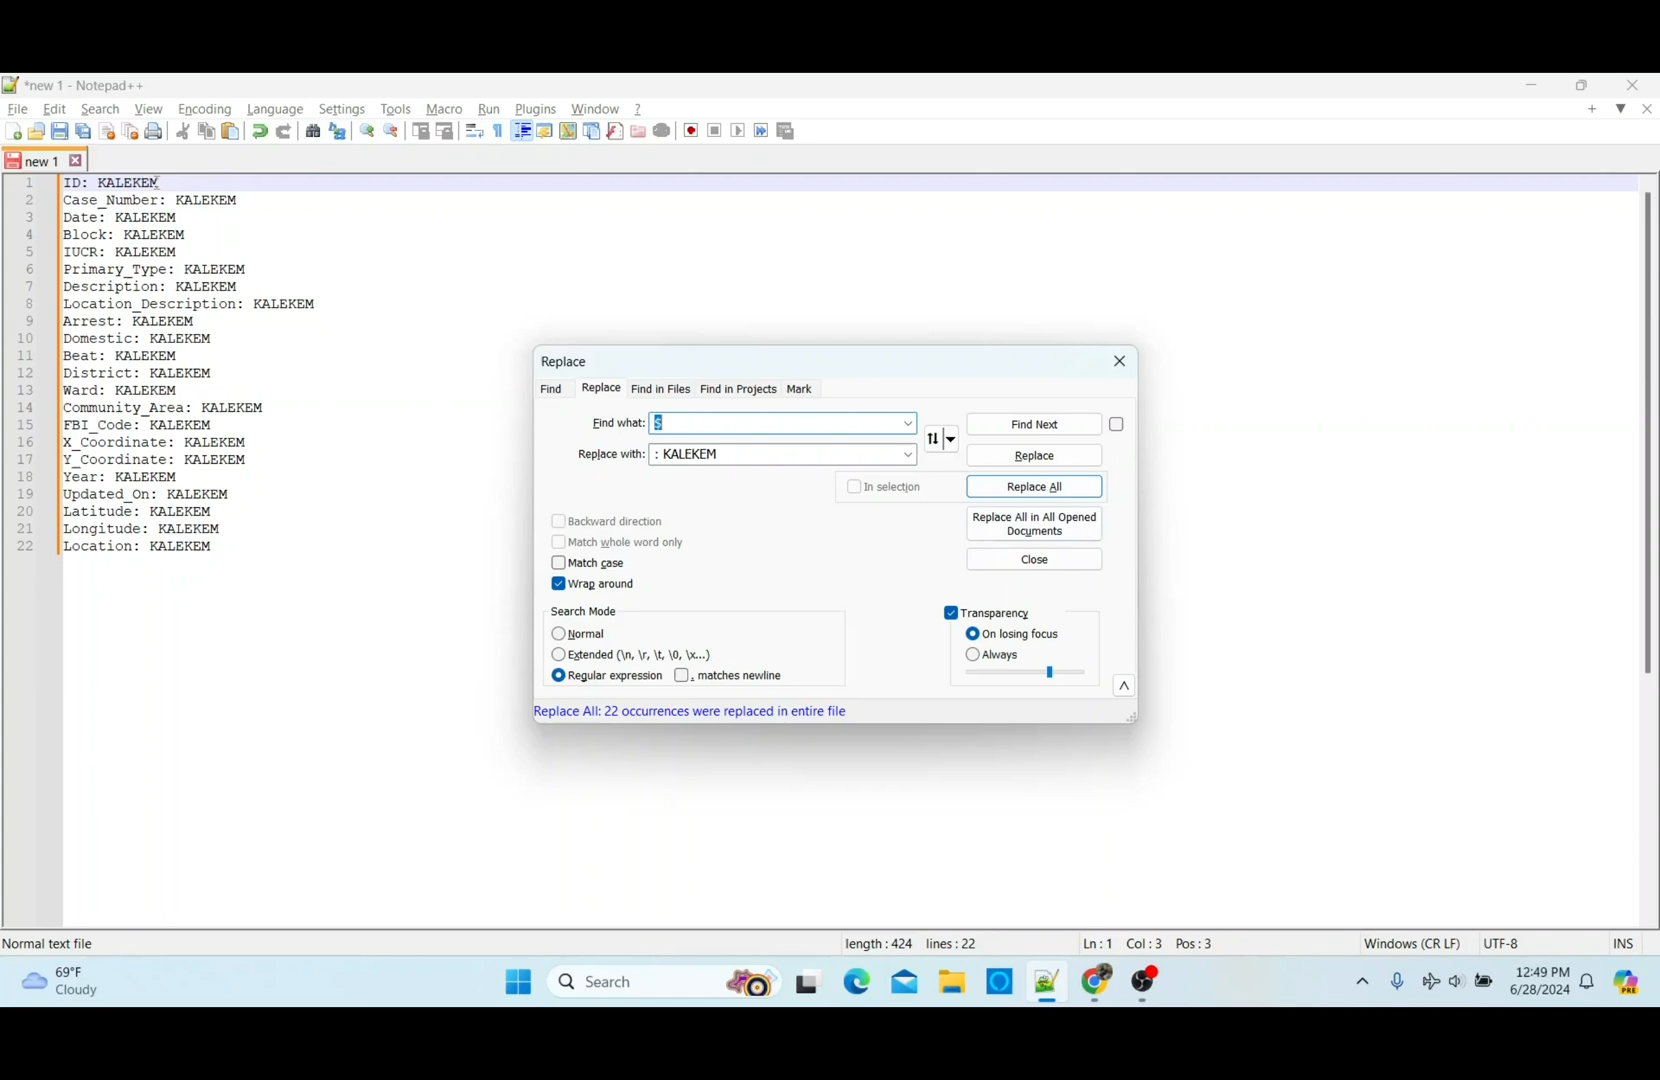 *new 1 - Notepad++
File Edit Search View Encoding Language Settings Tools Macro Run Plugins Window ?
new 1
1 ID: KALEKEM
2 Case_Number: KALEKEM
3 Date: KALEKEM
4 Block: KALEKEM
5 IUCR: KALEKEM
6 Primary_Type: KALEKEM
7 Description: KALEKEM
8 Location_Description: KALEKEM
9 Arrest: KALEKEM
10 Domestic: KALEKEM
11 Beat: KALEKEM
12 District: KALEKEM
13 Ward: KALEKEM
14 Community_Area: KALEKEM
15 FBI_Code: KALEKEM
16 X_Coordinate: KALEKEM
17 Y_Coordinate: KALEKEM
18 Year: KALEKEM
19 Updated_On: KALEKEM
20 Latitude: KALEKEM
21 Longitude: KALEKEM
22 Location: KALEKEM
Replace
Find Replace Find in Files Find in Projects Mark
Find what: $ Find Next
Replace with: : KALEKEM Replace
In selection Replace All
Replace All in All Opened
Documents
Backward direction
Match whole word only
Close
Match case
Wrap around
Search Mode
Normal
Extended (\n, \r, \t, \0, \x...)
Regular expression . matches newline
Transparency
On losing focus
Always
Replace All: 22 occurrences were replaced in entire file
Normal text file length : 424 lines : 22 Ln : 1 Col : 3 Pos : 3 Windows (CR LF) UTF-8 INS
69°F
Cloudy
Search
12:49 PM
6/28/2024
PRE